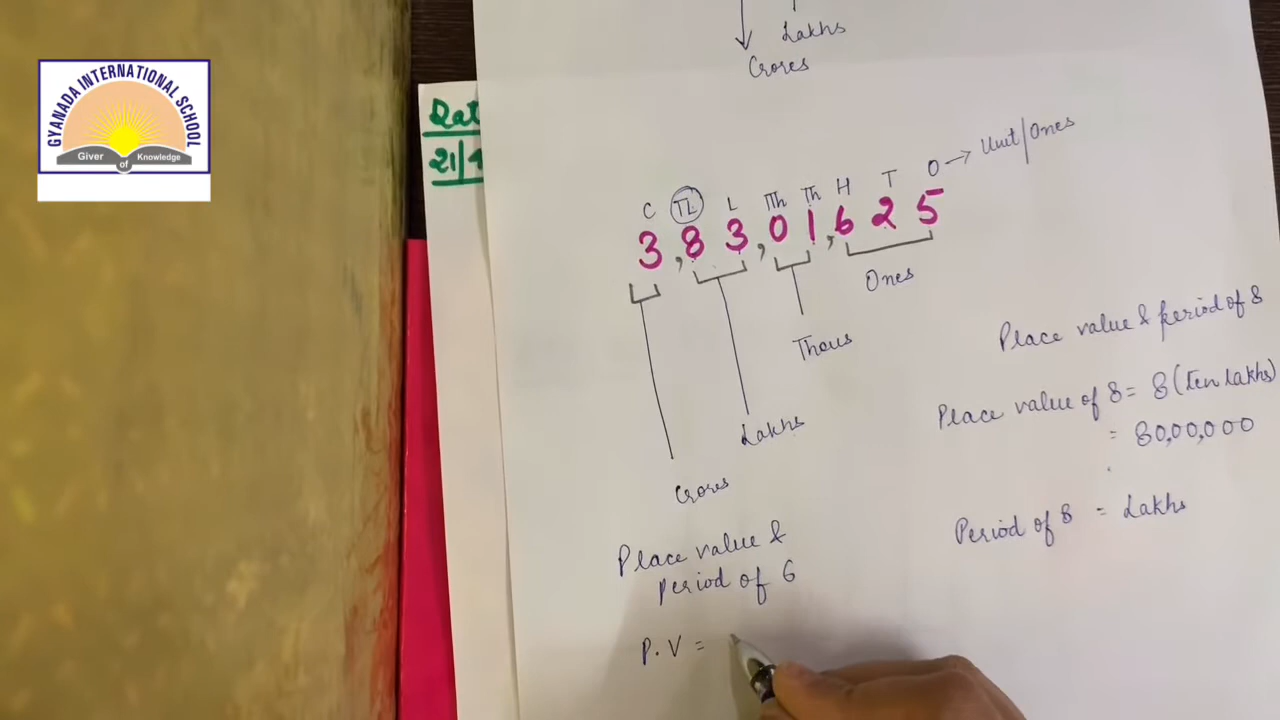 GYANADA INTERNATIONAL SCHOOL
Giver of Knowledge
Lakhs
Crores
21/
C TL L TTh Th H T O → Unit/Ones
3,83,01,625
Ones
Thous
Lakhs
Crores
Place value & period of 8
Place value of 8 = 8 (Ten lakhs)
= 80,00,000
Period of 8 = Lakhs
Place value &
period of 6
P.V =